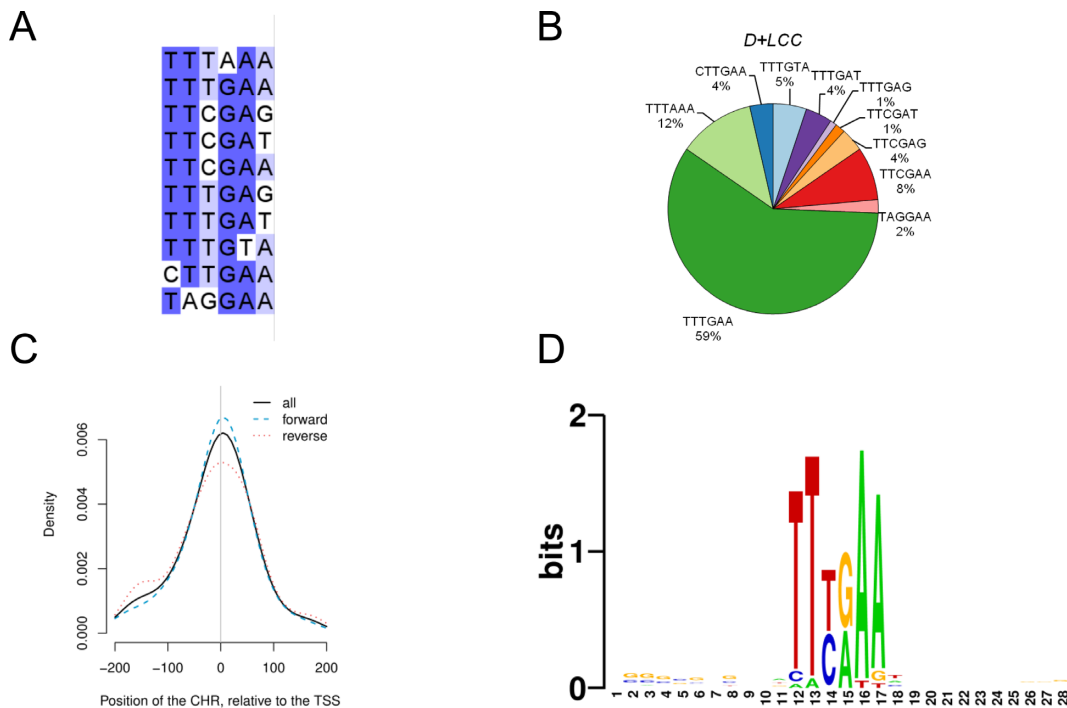 A
TTTAAA
TTTGAA
TTCGAG
TTCGAT
TTCGAA
TTTGAG
TTTGAT
TTTGTA
CTTGAA
TAGGAA
B
D+LCC
CTTGAA
4%
TTTGTA
5%
TTTGAT
4%
TTTGAG
1%
TTCGAT
1%
TTCGAG
4%
TTCGAA
8%
TAGGAA
2%
TTTAAA
12%
TTTGAA
59%
C
all
forward
reverse
Density
0.006
0.004
0.002
0.000
−200 −100 0 100 200
Position of the CHR, relative to the TSS
D
bits
2
1
0
TTTGAA
CA
CAATGT
1 2 3 4 5 6 7 8 9 10 11 12 13 14 15 16 17 18 19 20 21 22 23 24 25 26 27 28